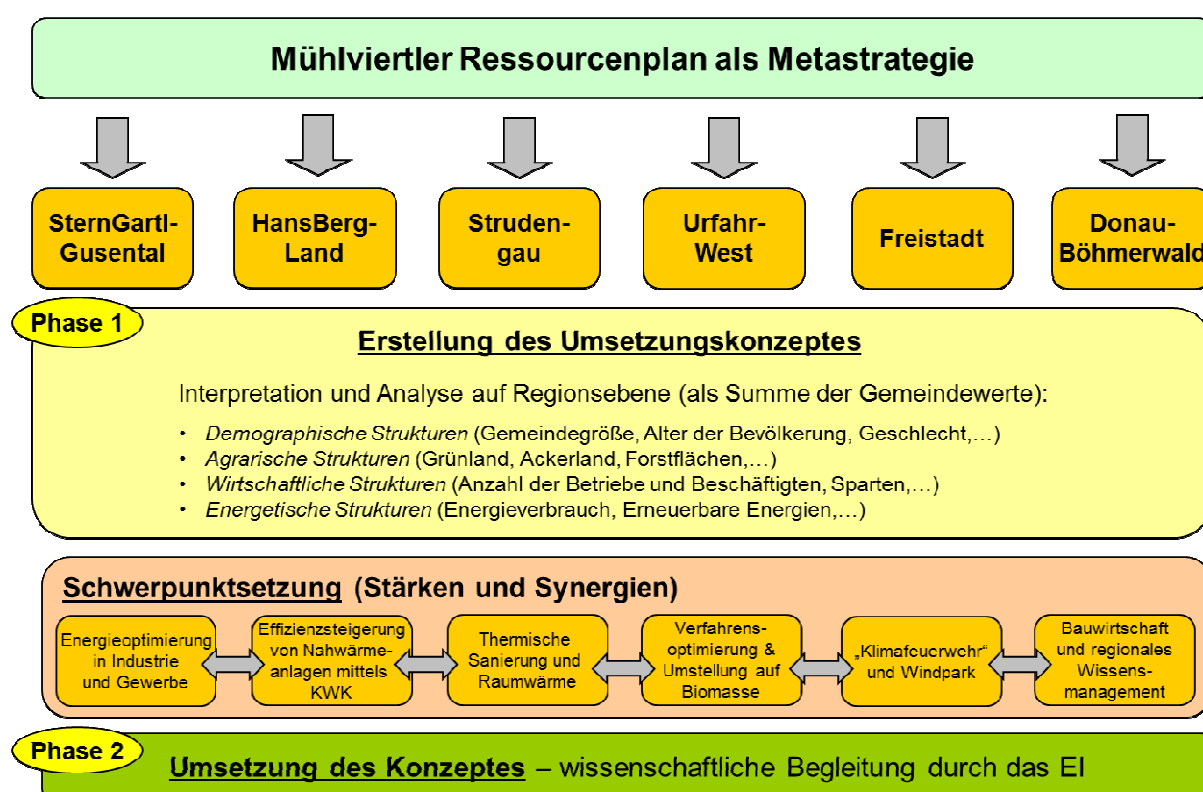 Mühlviertler Ressourcenplan als Metastrategie
SternGartl-
Gusental
HansBerg-
Land
Struden-
gau
Urfahr-
West
Freistadt
Donau-
Böhmerwald
Phase 1
Erstellung des Umsetzungskonzeptes
Interpretation und Analyse auf Regionsebene (als Summe der Gemeindewerte):
• Demographische Strukturen (Gemeindegröße, Alter der Bevölkerung, Geschlecht,…)
• Agrarische Strukturen (Grünland, Ackerland, Forstflächen,…)
• Wirtschaftliche Strukturen (Anzahl der Betriebe und Beschäftigten, Sparten,…)
• Energetische Strukturen (Energieverbrauch, Erneuerbare Energien,…)
Schwerpunktsetzung (Stärken und Synergien)
Energieoptimierung
in Industrie
und Gewerbe
Effizienzsteigerung
von Nahwärme-
anlagen mittels
KWK
Thermische
Sanierung und
Raumwärme
Verfahrens-
optimierung &
Umstellung auf
Biomasse
„Klimafeuerwehr“
und Windpark
Bauwirtschaft
und regionales
Wissens-
management
Phase 2
Umsetzung des Konzeptes – wissenschaftliche Begleitung durch das EI